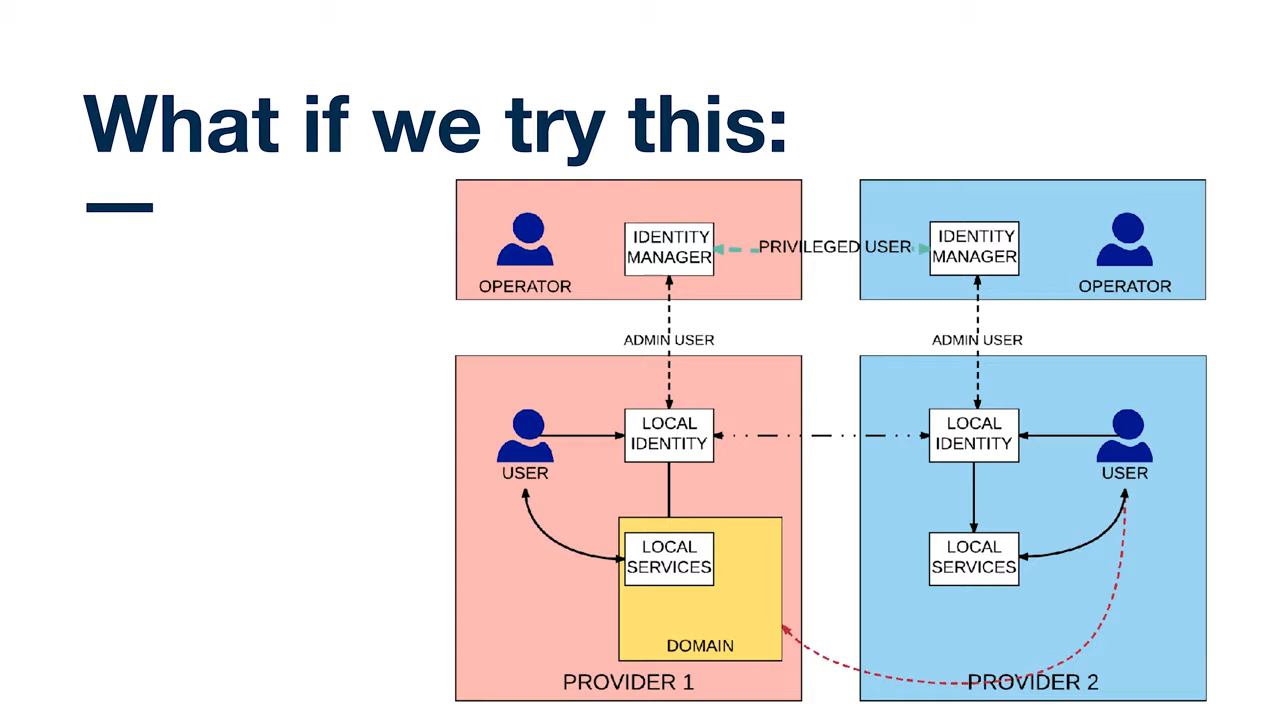 What if we try this:
IDENTITY
MANAGER
OPERATOR
PRIVILEGED USER
IDENTITY
MANAGER
OPERATOR
ADMIN USER
ADMIN USER
USER
LOCAL
IDENTITY
LOCAL
IDENTITY
USER
LOCAL
SERVICES
LOCAL
SERVICES
DOMAIN
PROVIDER 1
PROVIDER 2